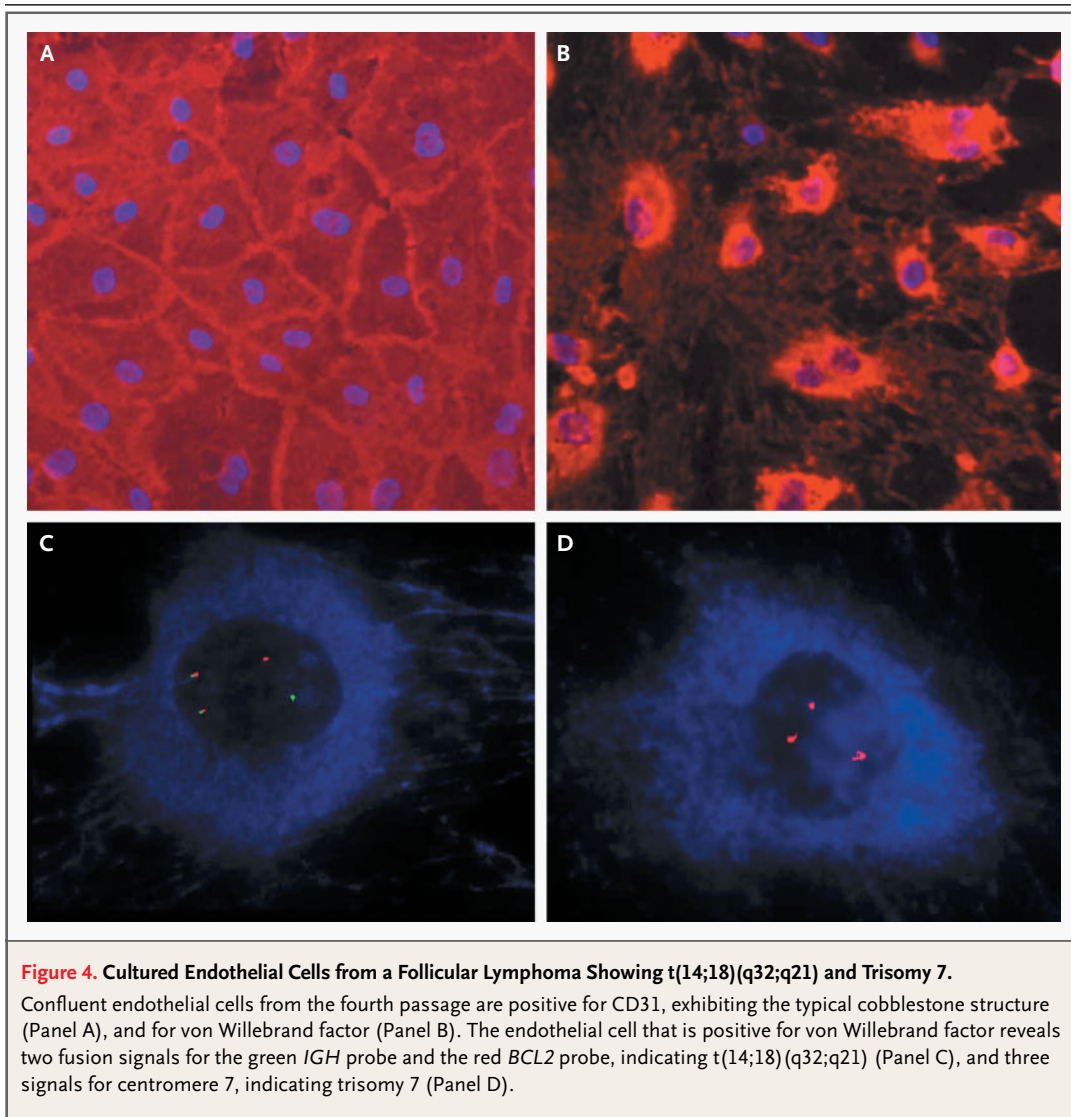 A
B
C
D
Figure 4. Cultured Endothelial Cells from a Follicular Lymphoma Showing t(14;18)(q32;q21) and Trisomy 7.
Confluent endothelial cells from the fourth passage are positive for CD31, exhibiting the typical cobblestone structure
(Panel A), and for von Willebrand factor (Panel B). The endothelial cell that is positive for von Willebrand factor reveals
two fusion signals for the green IGH probe and the red BCL2 probe, indicating t(14;18)(q32;q21) (Panel C), and three
signals for centromere 7, indicating trisomy 7 (Panel D).